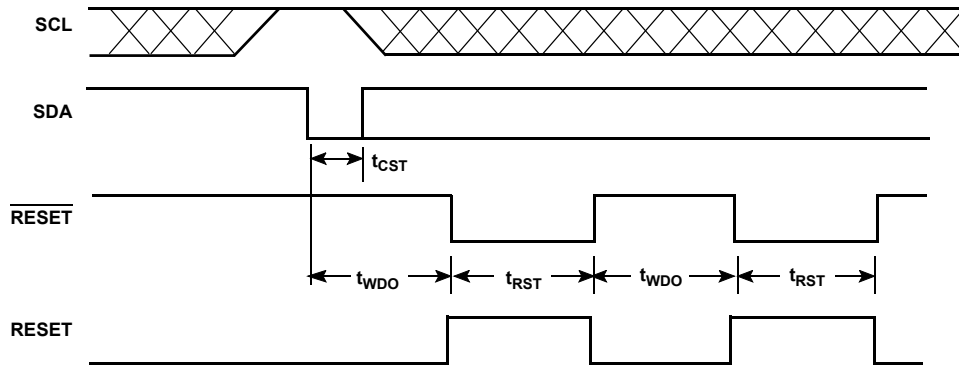 SCL
SDA
tCST
RESET
tWDO tRST tWDO tRST
RESET